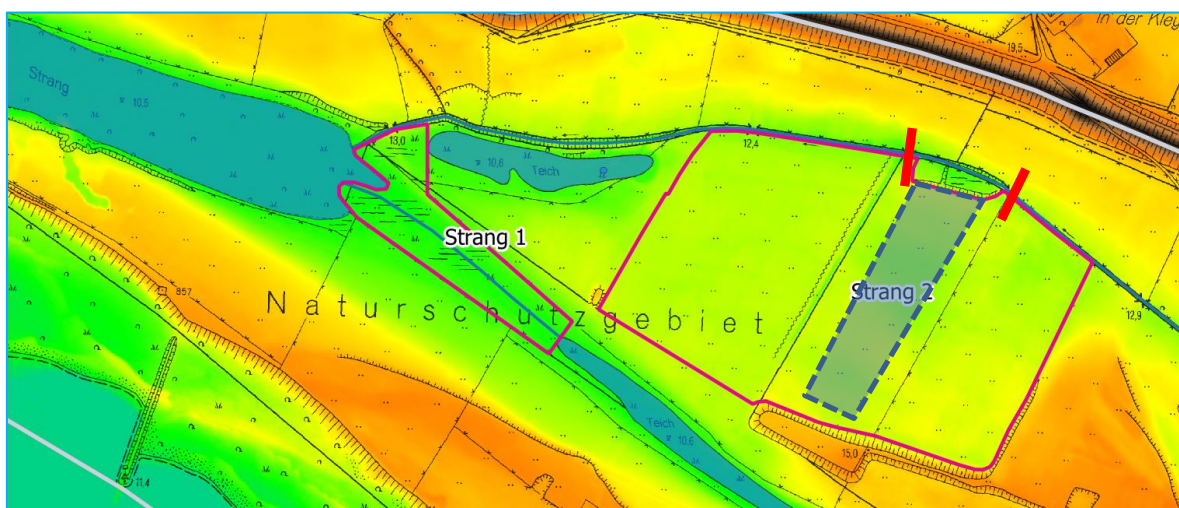 in der Kley
19,5
Strang
10,5
13,0
12,4
10,6
Teich
Strang 1
857
Strang 2
Naturschutzgebiet
12,9
Teich
10,6
15,0
11,4